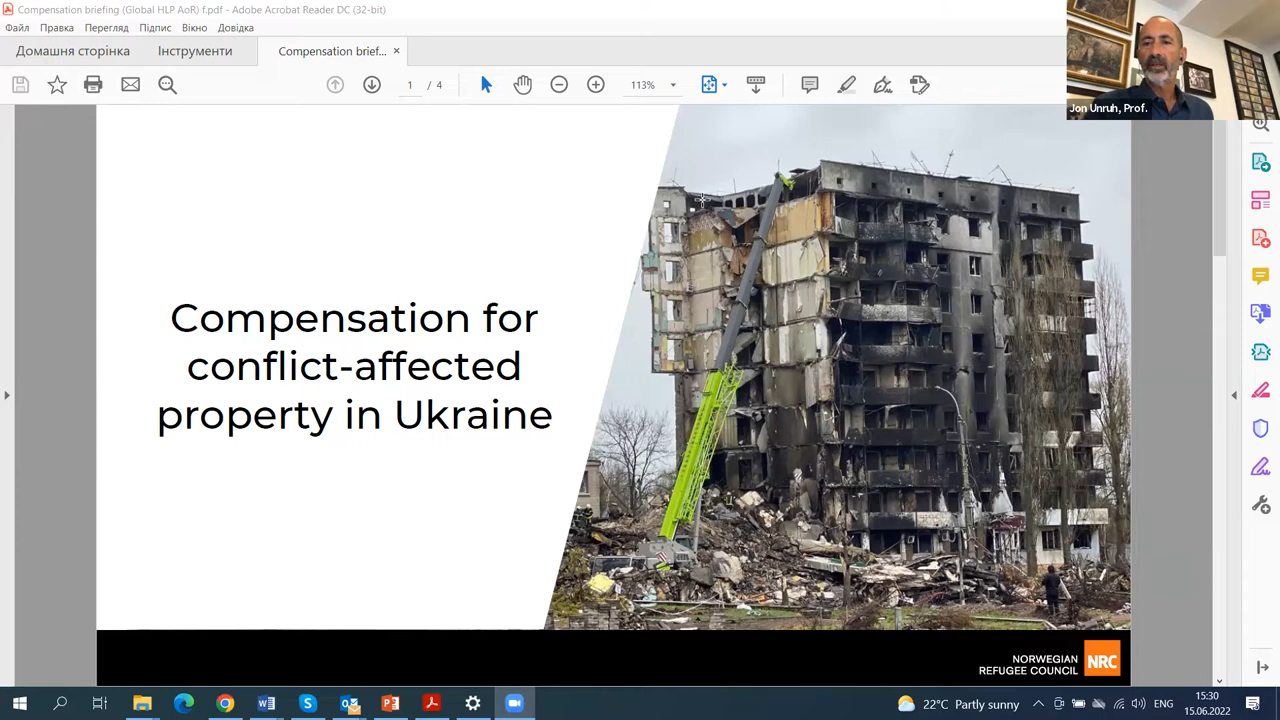 Compensation briefing (Global HLP AoR) f.pdf - Adobe Acrobat Reader DC (32-bit)
Файл Правка Перегляд Підпис Вікно Довідка
Домашня сторінка Інструменти Compensation brief... ×
1 / 4 113%
Jon Unruh, Prof.
Compensation for
conflict-affected
property in Ukraine
NORWEGIAN
REFUGEE COUNCIL
NRC
22°C Partly sunny ENG 15:30
15.06.2022